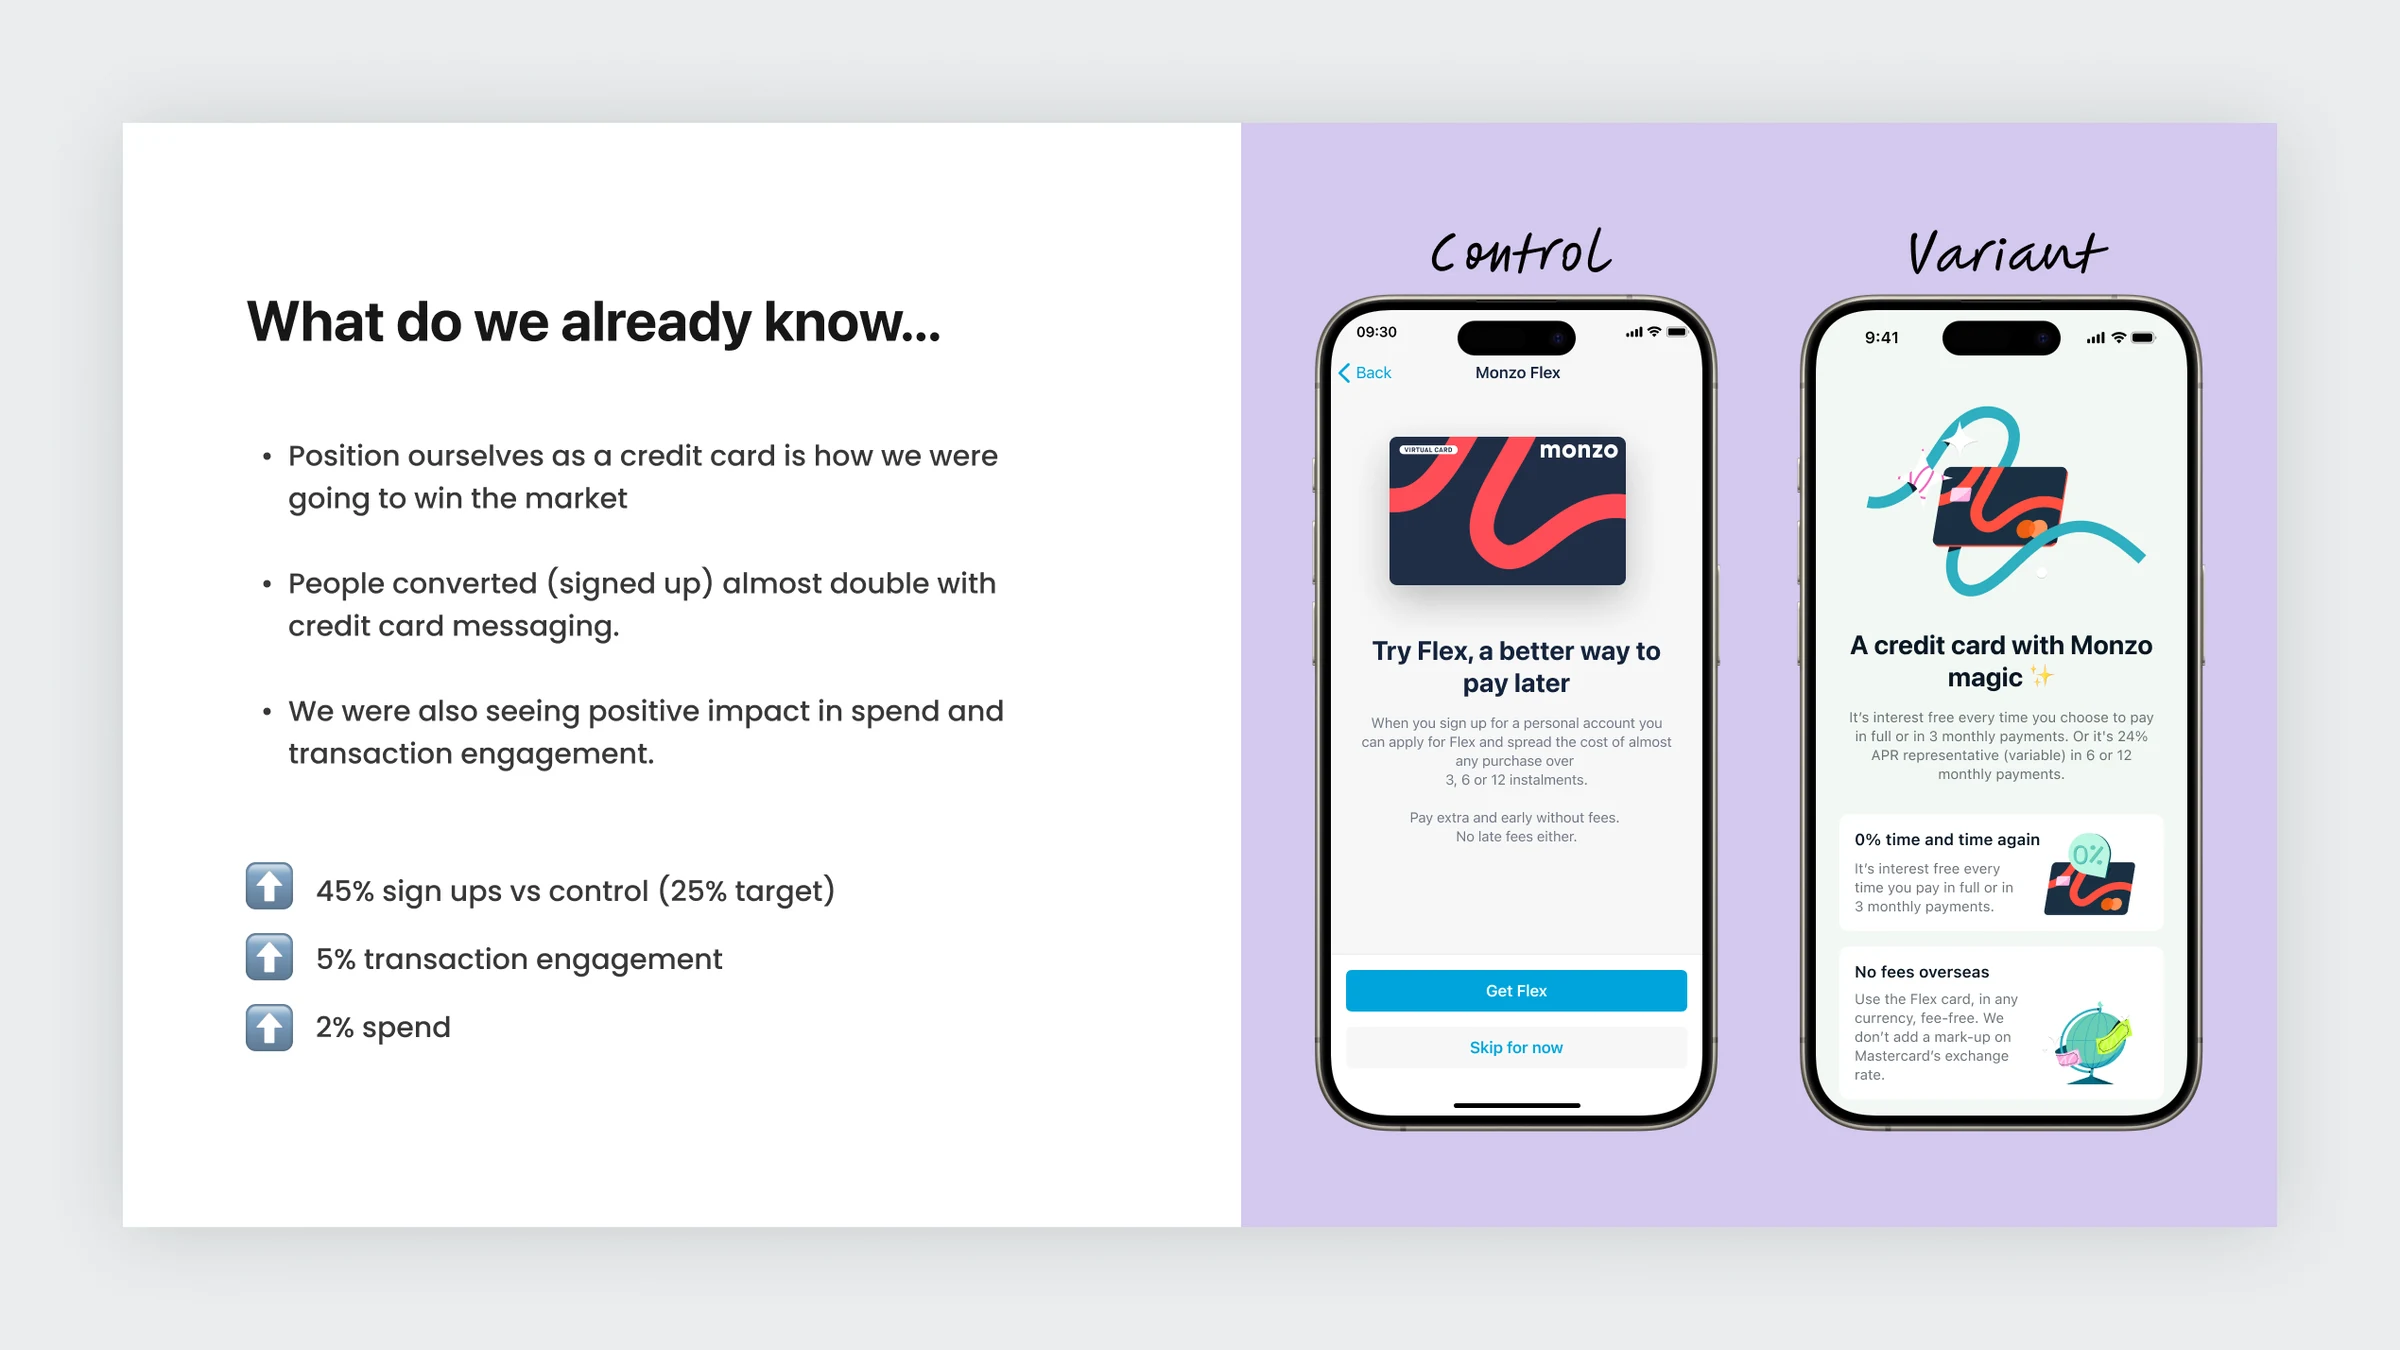 What do we already know...
• Position ourselves as a credit card is how we were
going to win the market
• People converted (signed up) almost double with
credit card messaging.
• We were also seeing positive impact in spend and
transaction engagement.
⬆️ 45% sign ups vs control (25% target)
⬆️ 5% transaction engagement
⬆️ 2% spend
Control
09:30
Back
Monzo Flex
VIRTUAL CARD
monzo
Try Flex, a better way to
pay later
When you sign up for a personal account you
can apply for Flex and spread the cost of almost
any purchase over
3, 6 or 12 instalments.
Pay extra and early without fees.
No late fees either.
Get Flex
Skip for now
Variant
9:41
A credit card with Monzo
magic ✨
It’s interest free every time you choose to pay
in full or in 3 monthly payments. Or it's 24%
APR representative (variable) in 6 or 12
monthly payments.
0% time and time again
It’s interest free every
time you pay in full or in
3 monthly payments.
0%
No fees overseas
Use the Flex card, in any
currency, fee-free. We
don’t add a mark-up on
Mastercard’s exchange
rate.